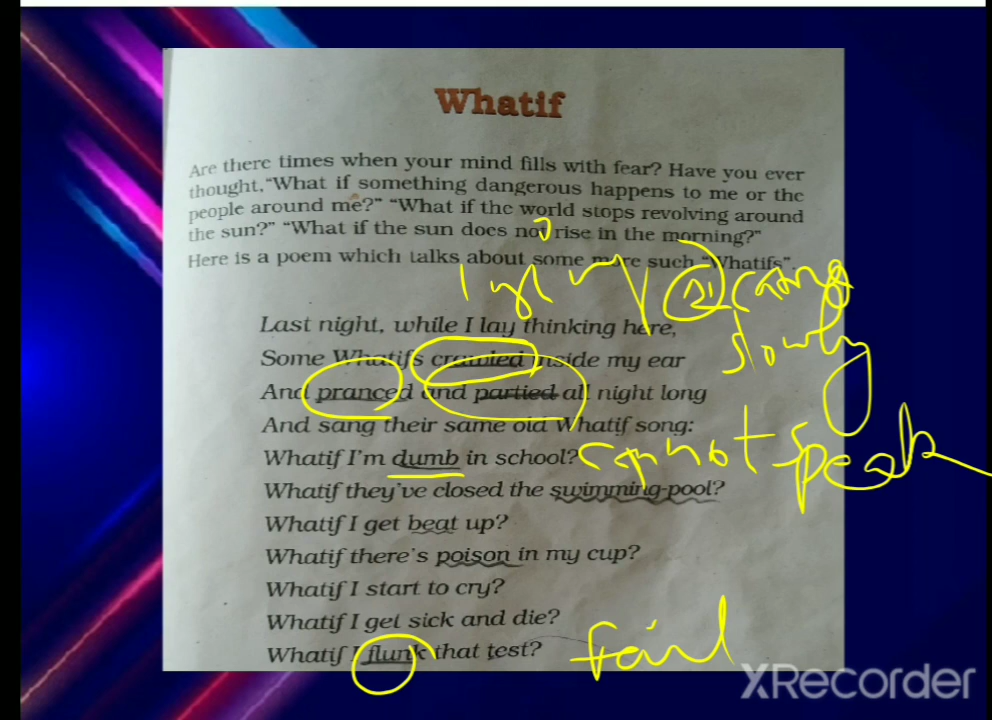 Whatif
Are there times when your mind fills with fear? Have you ever
thought, “What if something dangerous happens to me or the
people around me?” “What if the world stops revolving around
the sun?” “What if the sun does not rise in the morning?”
Here is a poem which talks about some more such “Whatifs”.
Last night, while I lay thinking here,
slowly
Some Whatifs crawled inside my ear
And pranced and partied all night long
And sang their same old Whatif song:
Whatif I'm dumb in school? cannot speak
Whatif they've closed the swimming-pool?
Whatif I get beat up?
Whatif there's poison in my cup?
Whatif I start to cry?
Whatif I get sick and die?
Whatif I flunk that test? fail
XRecorder